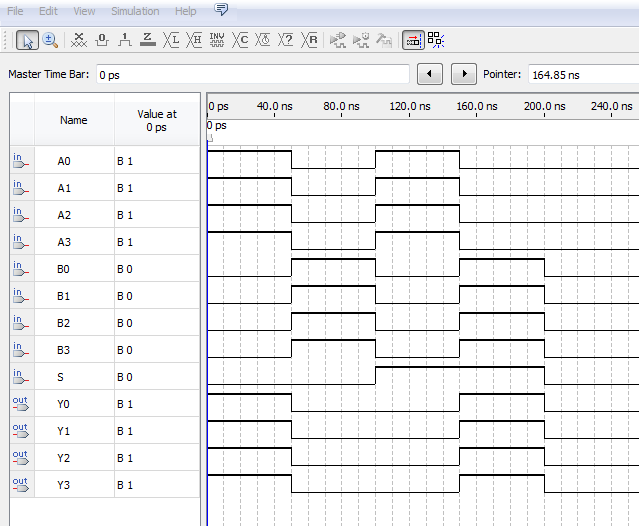 File Edit View Simulation Help
Master Time Bar: 0 ps Pointer: 164.85 ns
Name Value at 0 ps
0 ps 40.0 ns 80.0 ns 120.0 ns 160.0 ns 200.0 ns 240.0 ns
0 ps
in A0 B 1
in A1 B 1
in A2 B 1
in A3 B 1
in B0 B 0
in B1 B 0
in B2 B 0
in B3 B 0
in S B 0
out Y0 B 1
out Y1 B 1
out Y2 B 1
out Y3 B 1